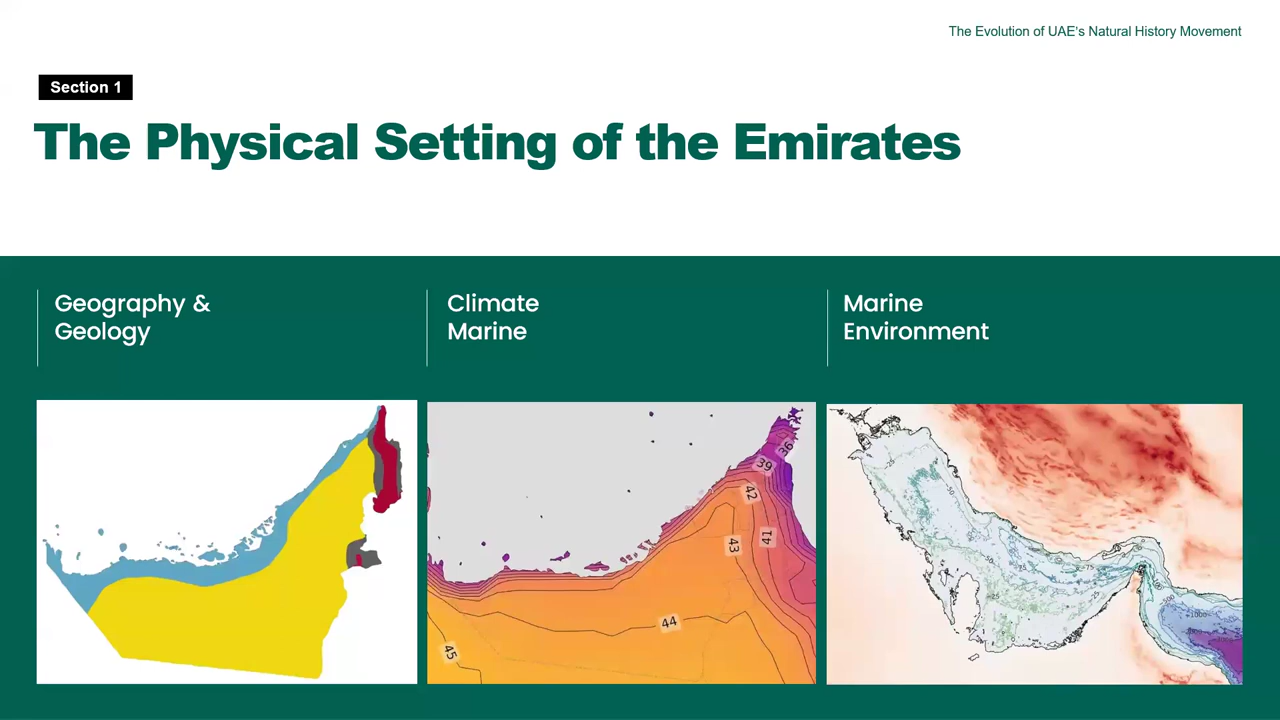 The Evolution of UAE's Natural History Movement
Section 1
The Physical Setting of the Emirates
Geography &
Geology
Climate
Marine
Marine
Environment
36
39
42
41
43
44
45